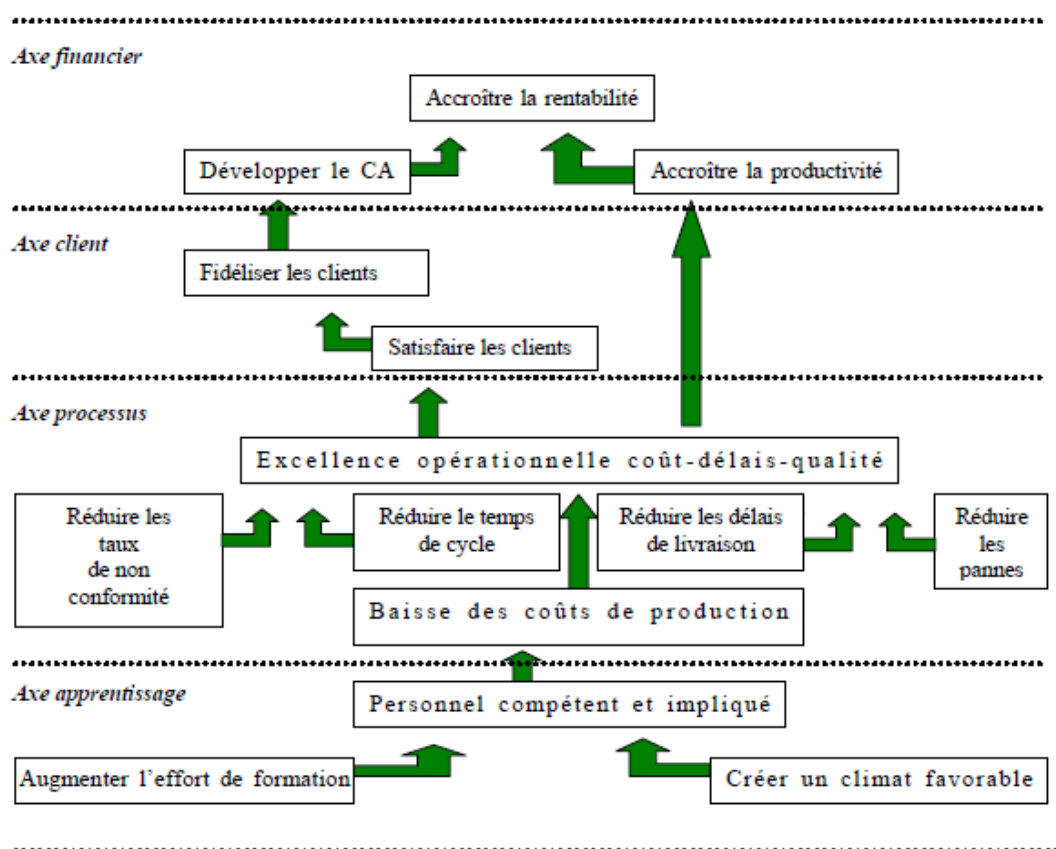 Axe financier
Accroître la rentabilité
Développer le CA
Accroître la productivité
Axe client
Fidéliser les clients
Satisfaire les clients
Axe processus
Excellence opérationnelle coût-délais-qualité
Réduire les
taux
de non
conformité
Réduire le temps
de cycle
Réduire les délais
de livraison
Réduire
les
pannes
Baisse des coûts de production
Axe apprentissage
Personnel compétent et impliqué
Augmenter l'effort de formation
Créer un climat favorable